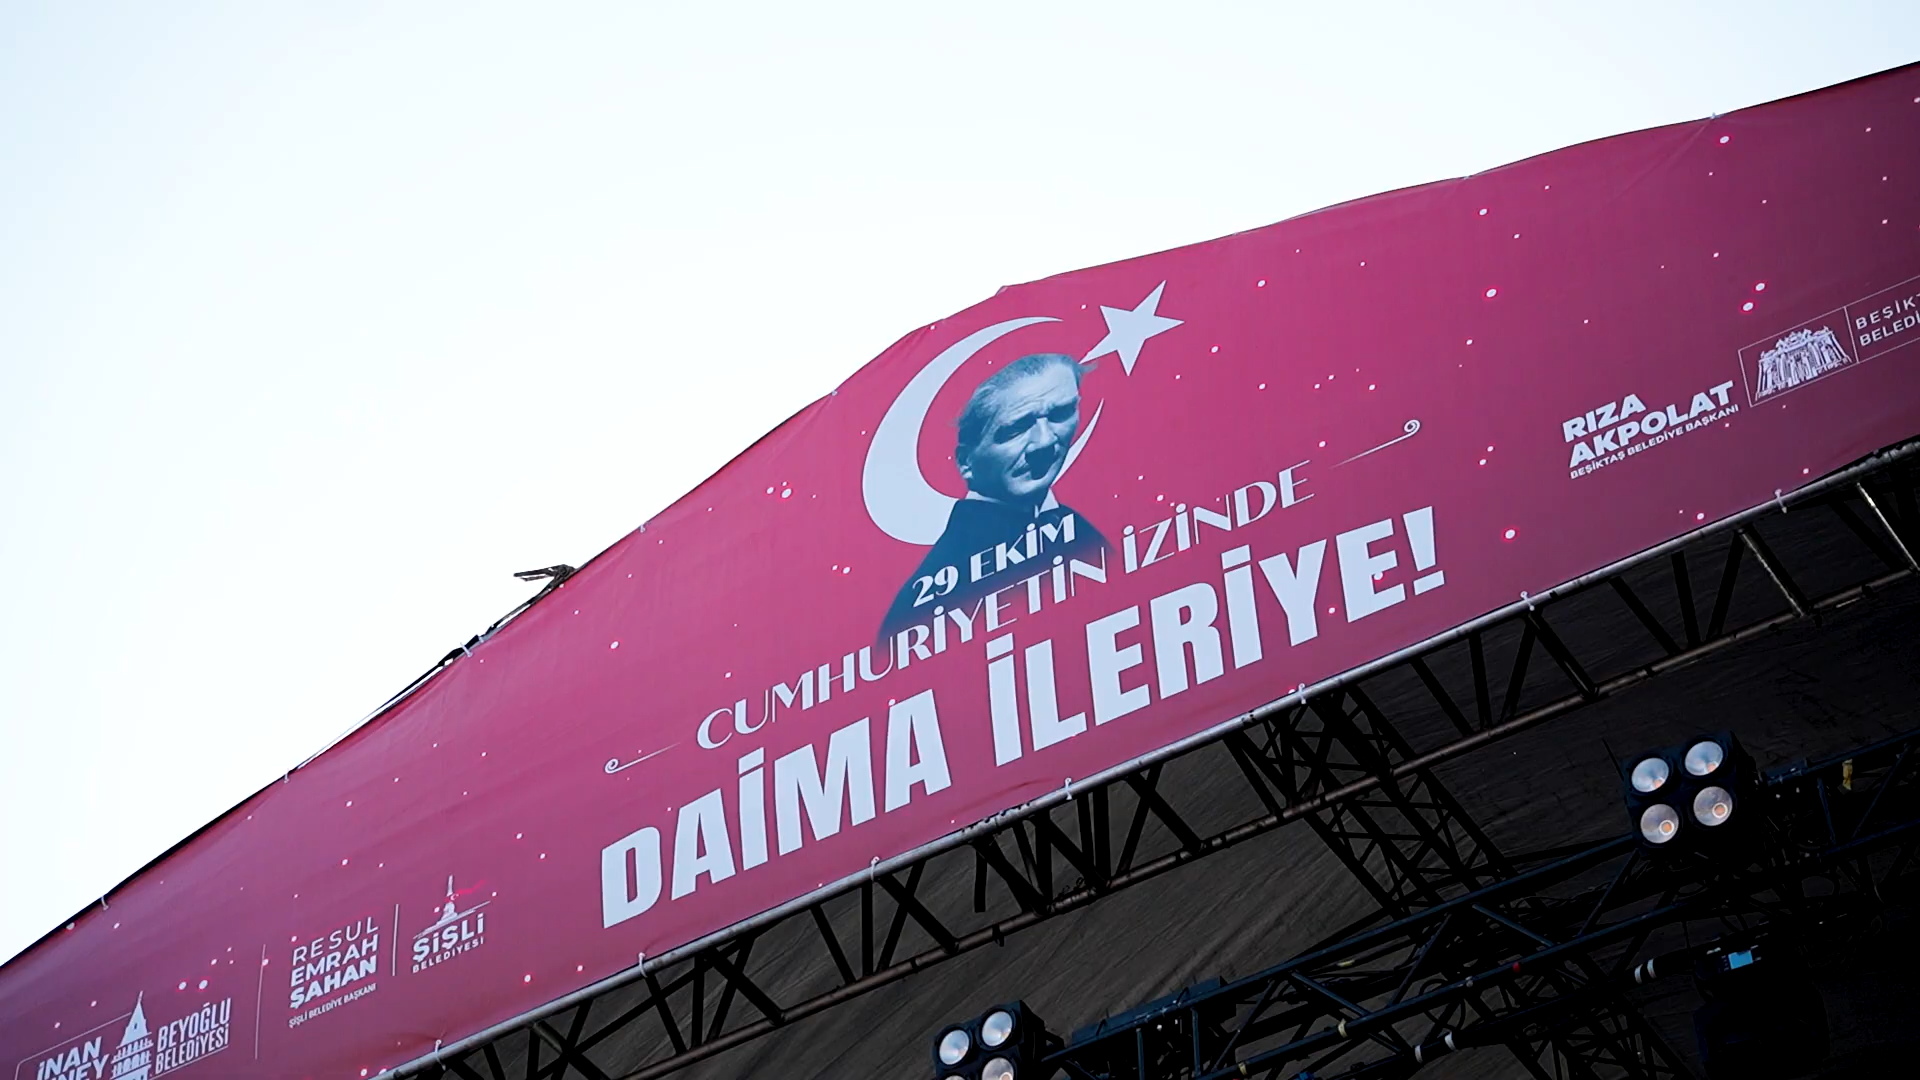 29 EKİM
CUMHURİYETİN İZİNDE
DAİMA İLERİYE!
İNAN
BEYOĞLU
BELEDİYESİ
RESUL
EMRAH
ŞAHAN
ŞİŞLİ BELEDİYE BAŞKANI
ŞİŞLİ
BELEDİYESİ
RIZA
AKPOLAT
BEŞİKTAŞ BELEDİYE BAŞKANI